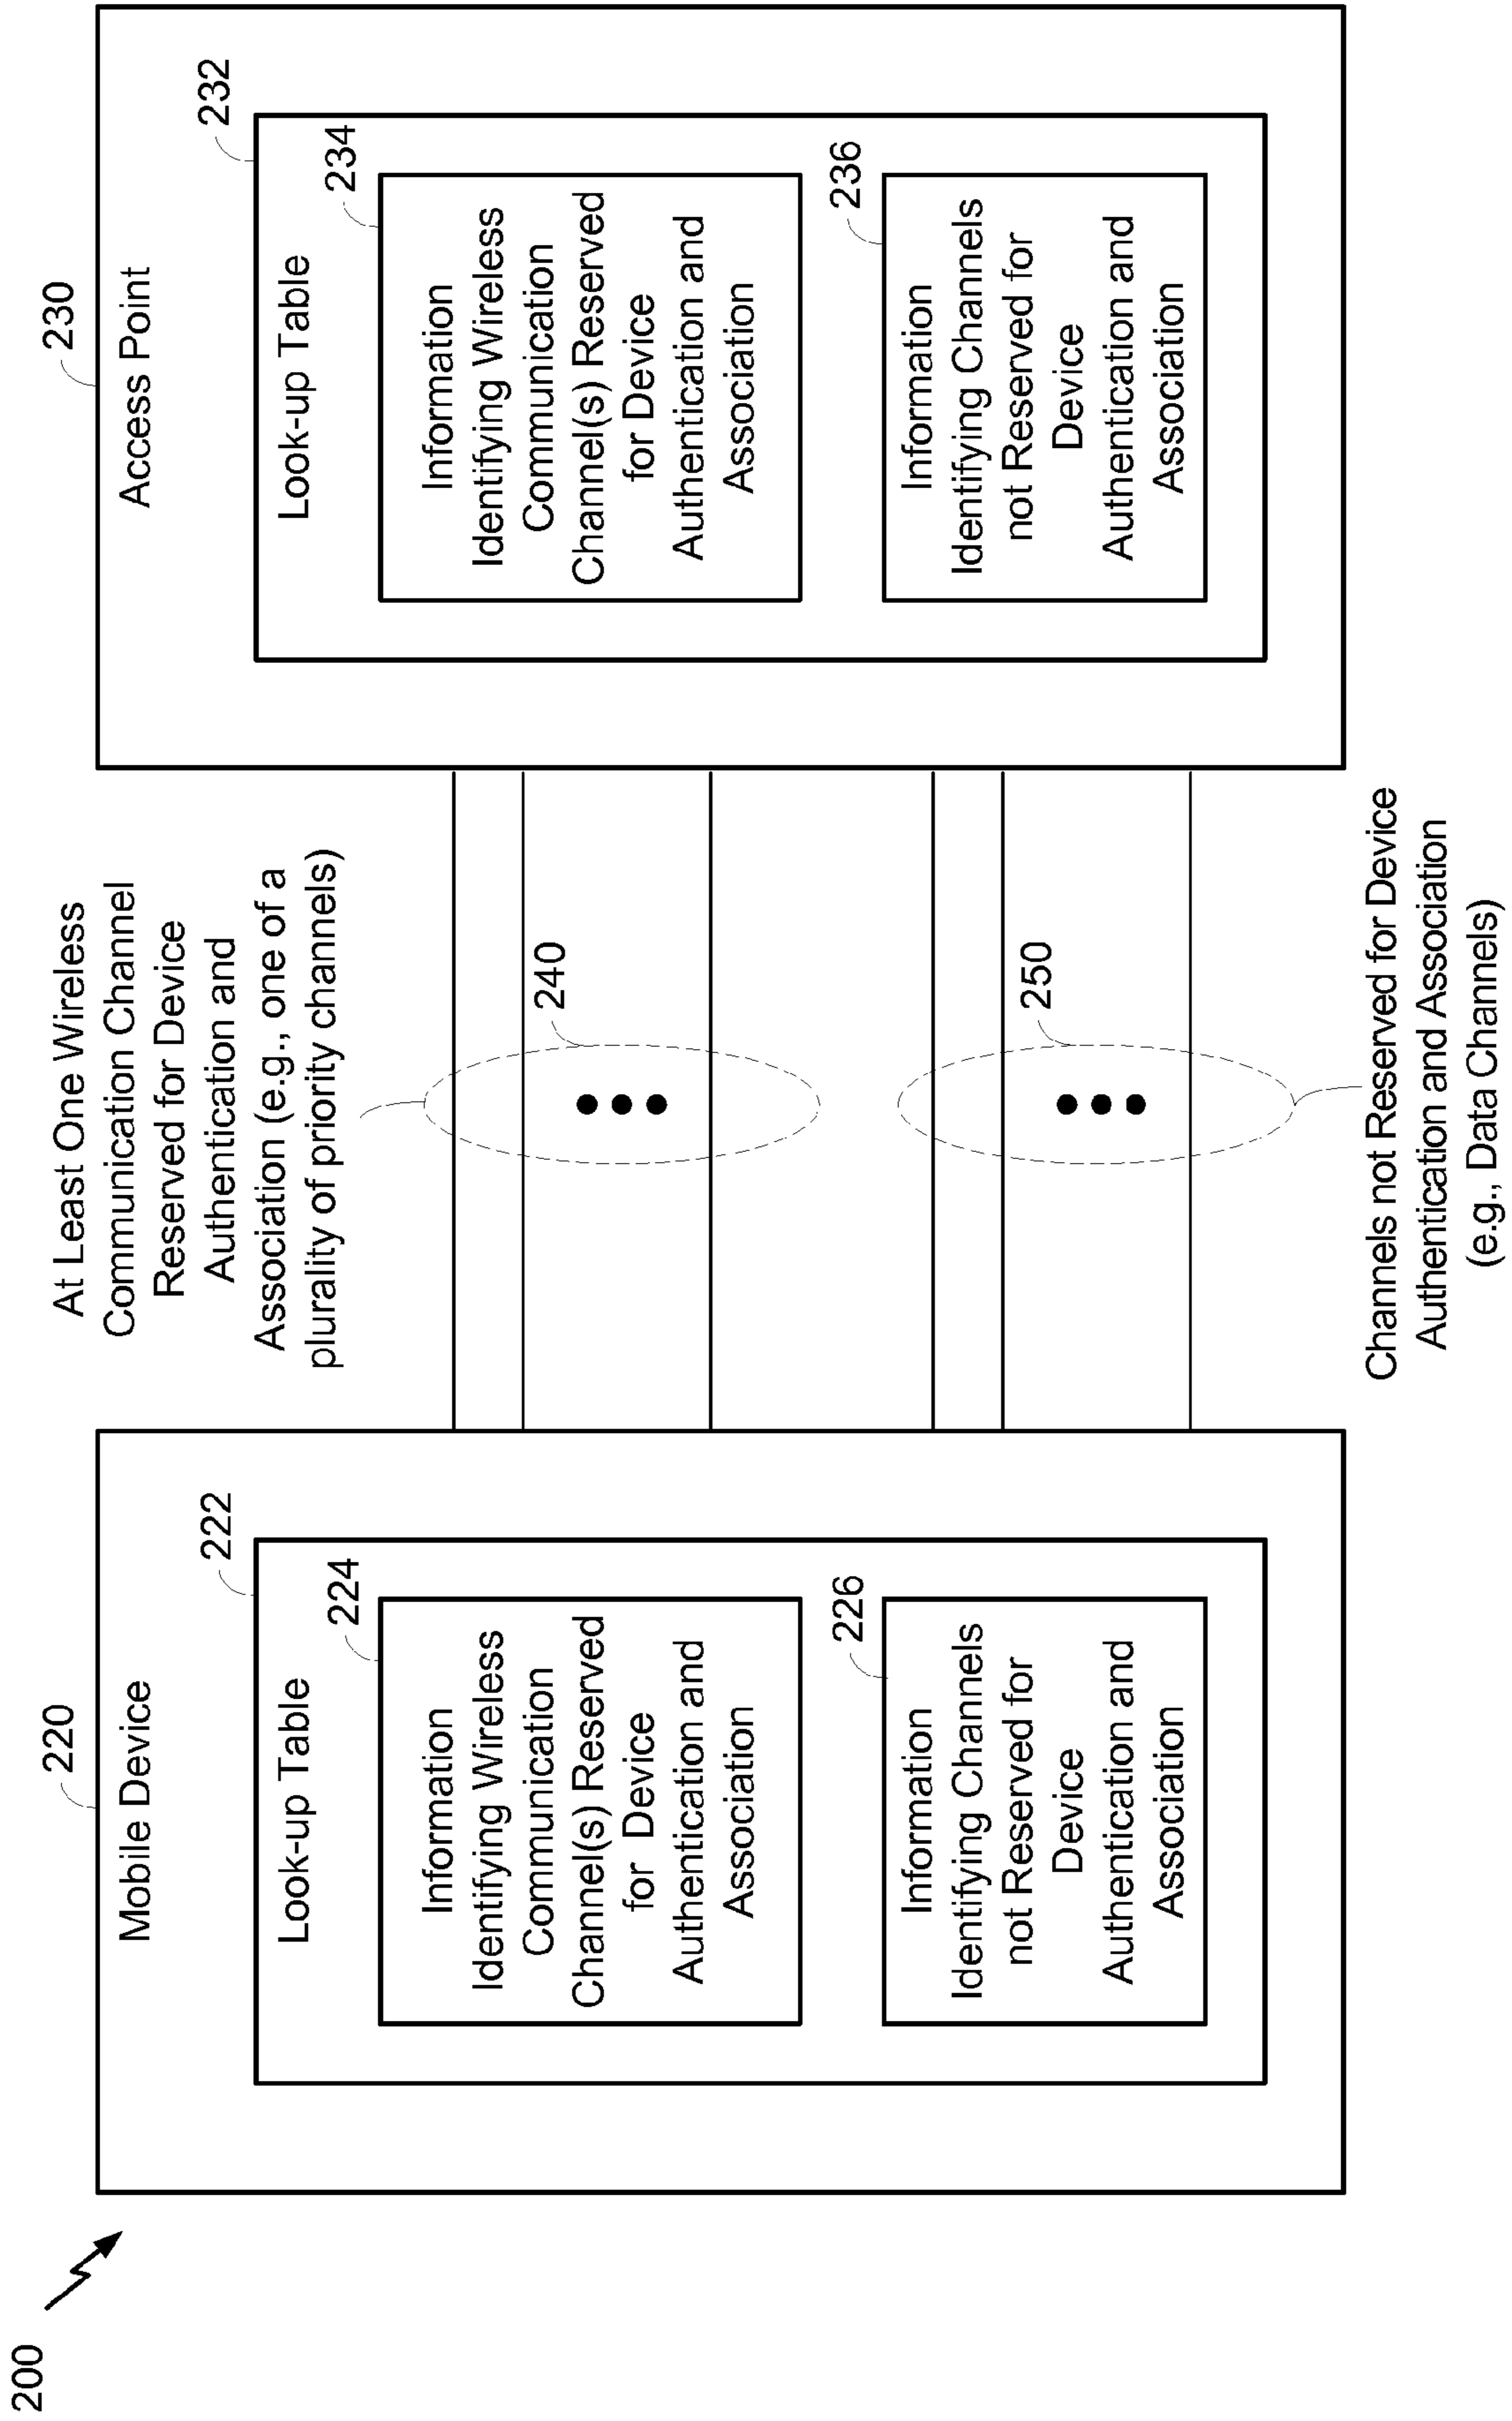 200
220
Mobile Device
222
Look-up Table
224
Information
Identifying Wireless
Communication
Channel(s) Reserved
for Device
Authentication and
Association
226
Information
Identifying Channels
not Reserved for
Device
Authentication and
Association
At Least One Wireless
Communication Channel
Reserved for Device
Authentication and
Association (e.g., one of a
plurality of priority channels)
240
250
Channels not Reserved for Device
Authentication and Association
(e.g., Data Channels)
230
Access Point
232
Look-up Table
234
Information
Identifying Wireless
Communication
Channel(s) Reserved
for Device
Authentication and
Association
236
Information
Identifying Channels
not Reserved for
Device
Authentication and
Association